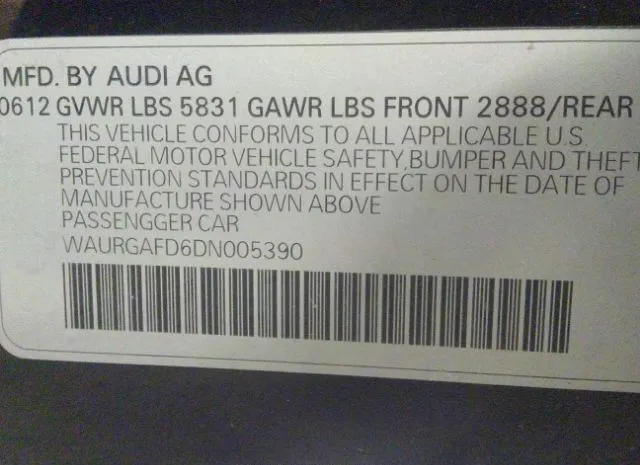 MFD. BY AUDI AG
0612 GVWR LBS 5831 GAWR LBS FRONT 2888/REAR
THIS VEHICLE CONFORMS TO ALL APPLICABLE U.S.
FEDERAL MOTOR VEHICLE SAFETY, BUMPER AND THEFT
PREVENTION STANDARDS IN EFFECT ON THE DATE OF
MANUFACTURE SHOWN ABOVE
PASSENGGER CAR
WAURGAFD6DN005390